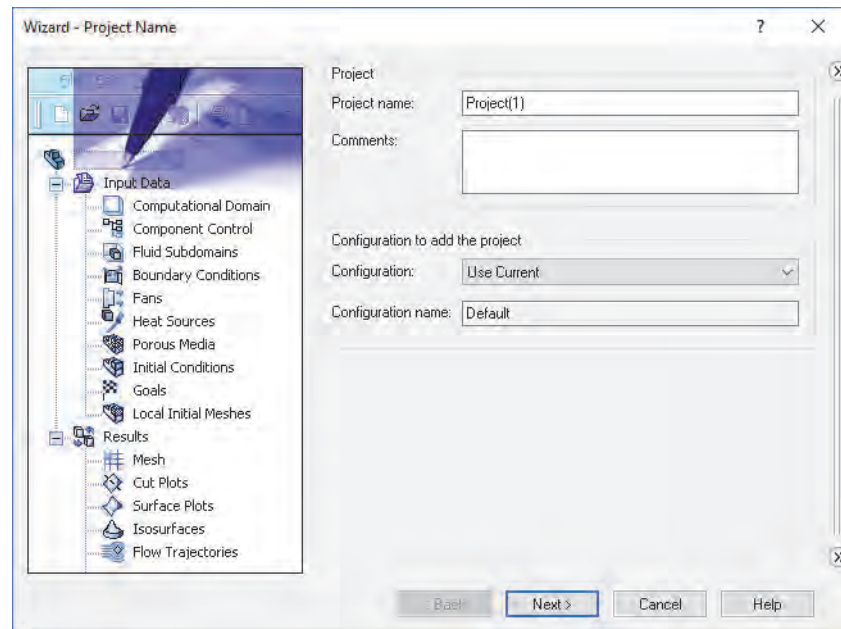 Wizard - Project Name
?
Input Data
Computational Domain
Component Control
Fluid Subdomains
Boundary Conditions
Fans
Heat Sources
Porous Media
Initial Conditions
Goals
Local Initial Meshes
Results
Mesh
Cut Plots
Surface Plots
Isosurfaces
Flow Trajectories
Project
Project name: Project(1)
Comments:
Configuration to add the project
Configuration: Use Current
Configuration name: Default
Next >
Cancel
Help